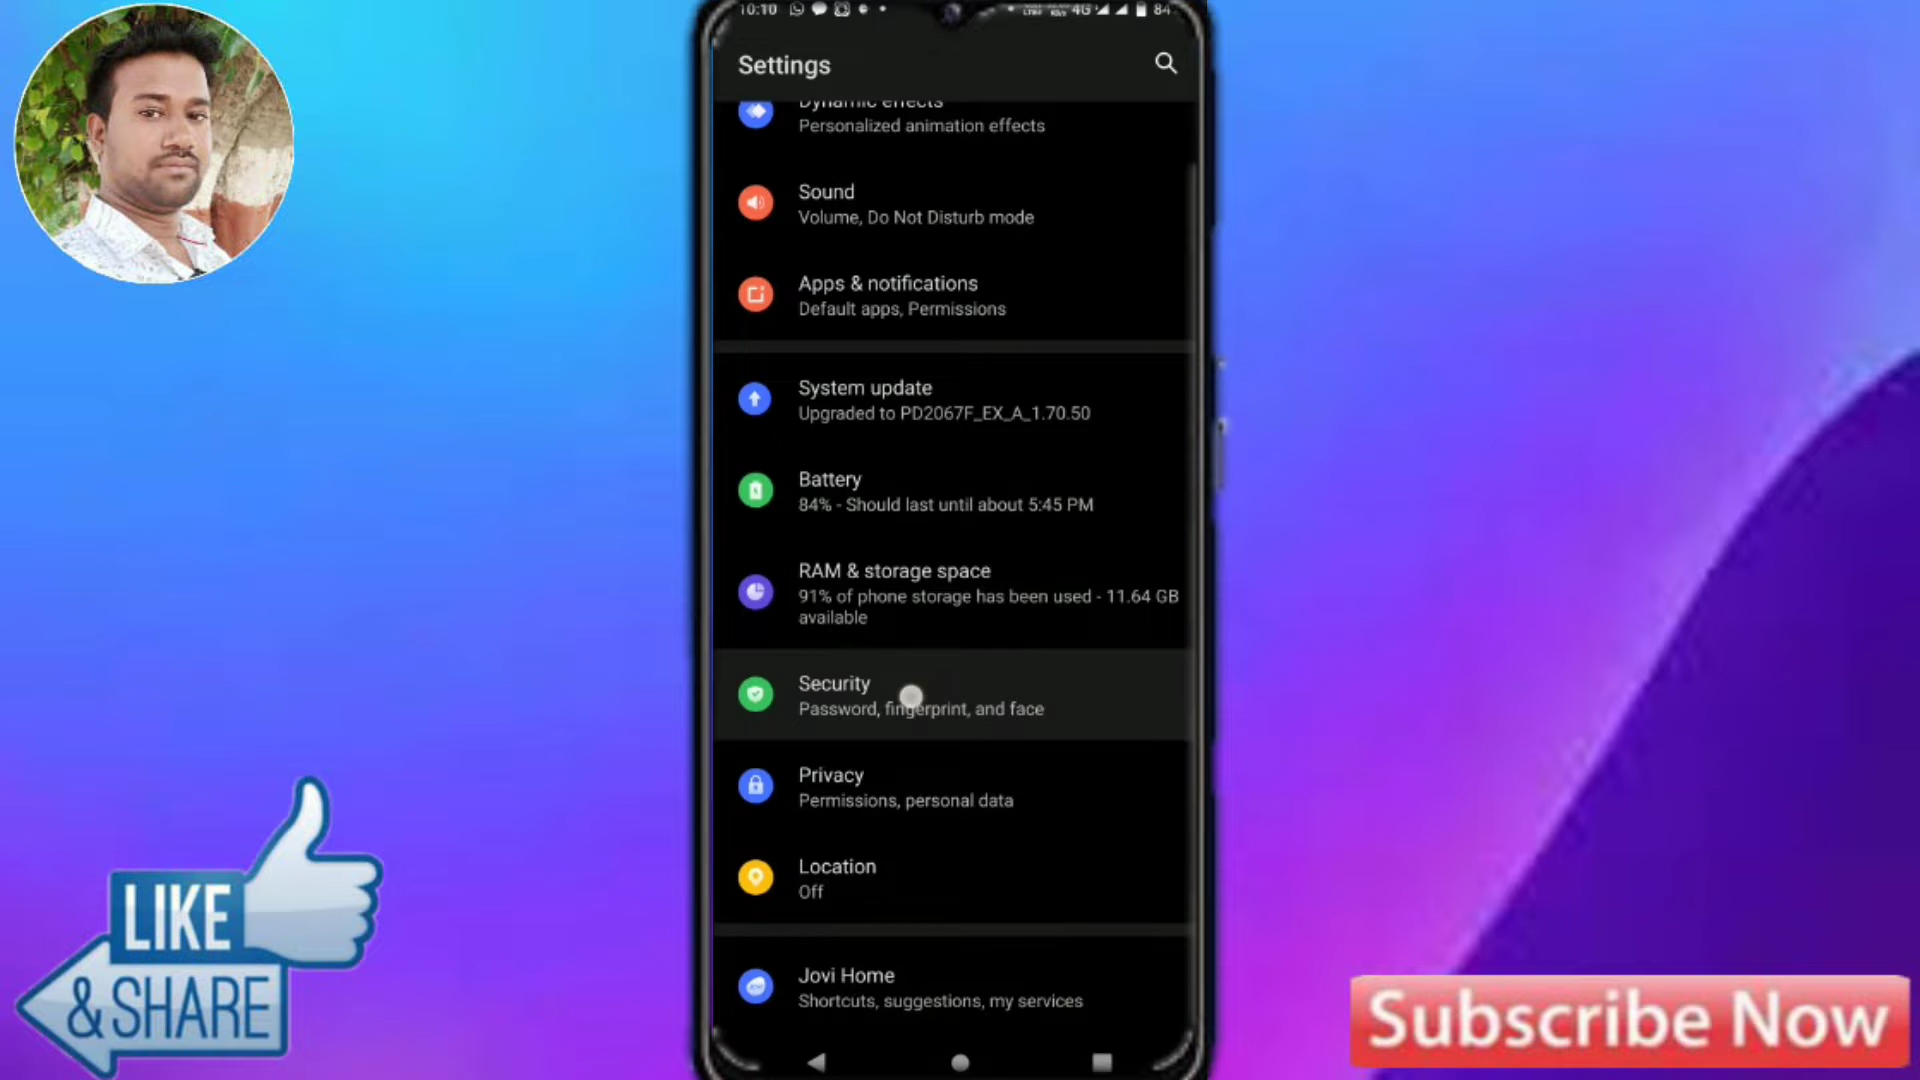 10:10
4G
84
Settings
Dynamic effects
Personalized animation effects
Sound
Volume, Do Not Disturb mode
Apps & notifications
Default apps, Permissions
System update
Upgraded to PD2067F_EX_A_1.70.50
Battery
84% - Should last until about 5:45 PM
RAM & storage space
91% of phone storage has been used - 11.64 GB
available
Security
Password, fingerprint, and face
Privacy
Permissions, personal data
Location
Off
Jovi Home
Shortcuts, suggestions, my services
LIKE
& SHARE
Subscribe Now